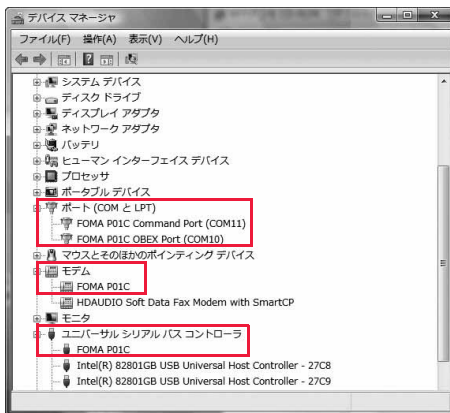 デバイス マネージャ
ファイル(F) 操作(A) 表示(V) ヘルプ(H)
システム デバイス
ディスク ドライブ
ディスプレイ アダプタ
ネットワーク アダプタ
バッテリ
ヒューマン インターフェイス デバイス
プロセッサ
ポータブル デバイス
ポート (COM と LPT)
FOMA P01C Command Port (COM11)
FOMA P01C OBEX Port (COM10)
マウスとそのほかのポインティング デバイス
モデム
FOMA P01C
HDAUDIO Soft Data Fax Modem with SmartCP
モニタ
ユニバーサル シリアル バス コントローラ
FOMA P01C
Intel(R) 82801GB USB Universal Host Controller - 27C8
Intel(R) 82801GB USB Universal Host Controller - 27C9